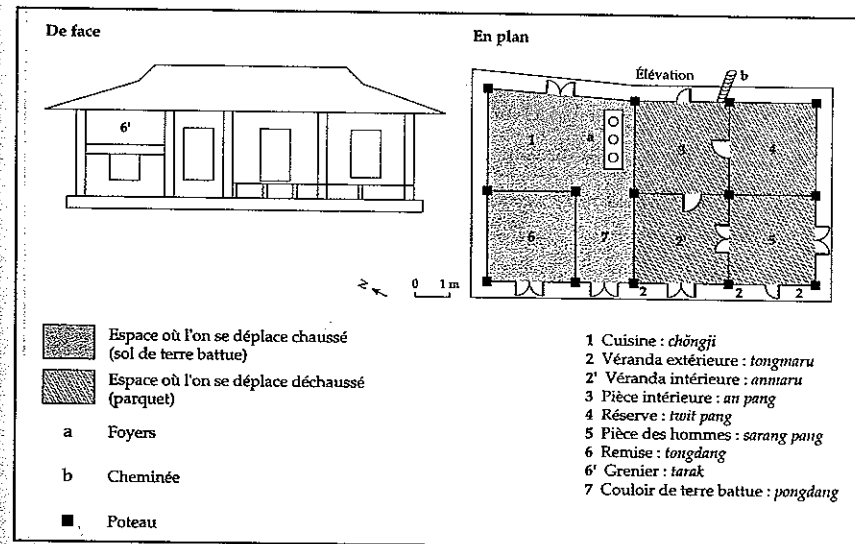 De face
6'
En plan
Élévation
b
1
a
3
4
6
7
2
5
2
2
2
N
0 1 m
Espace où l'on se déplace chaussé
(sol de terre battue)
Espace où l'on se déplace déchaussé
(parquet)
a Foyers
b Cheminée
Poteau
1 Cuisine : chŏngji
2 Véranda extérieure : tongmaru
2' Véranda intérieure : anmaru
3 Pièce intérieure : an pang
4 Réserve : twit pang
5 Pièce des hommes : sarang pang
6 Remise : tongdang
6' Grenier : tarak
7 Couloir de terre battue : pongdang